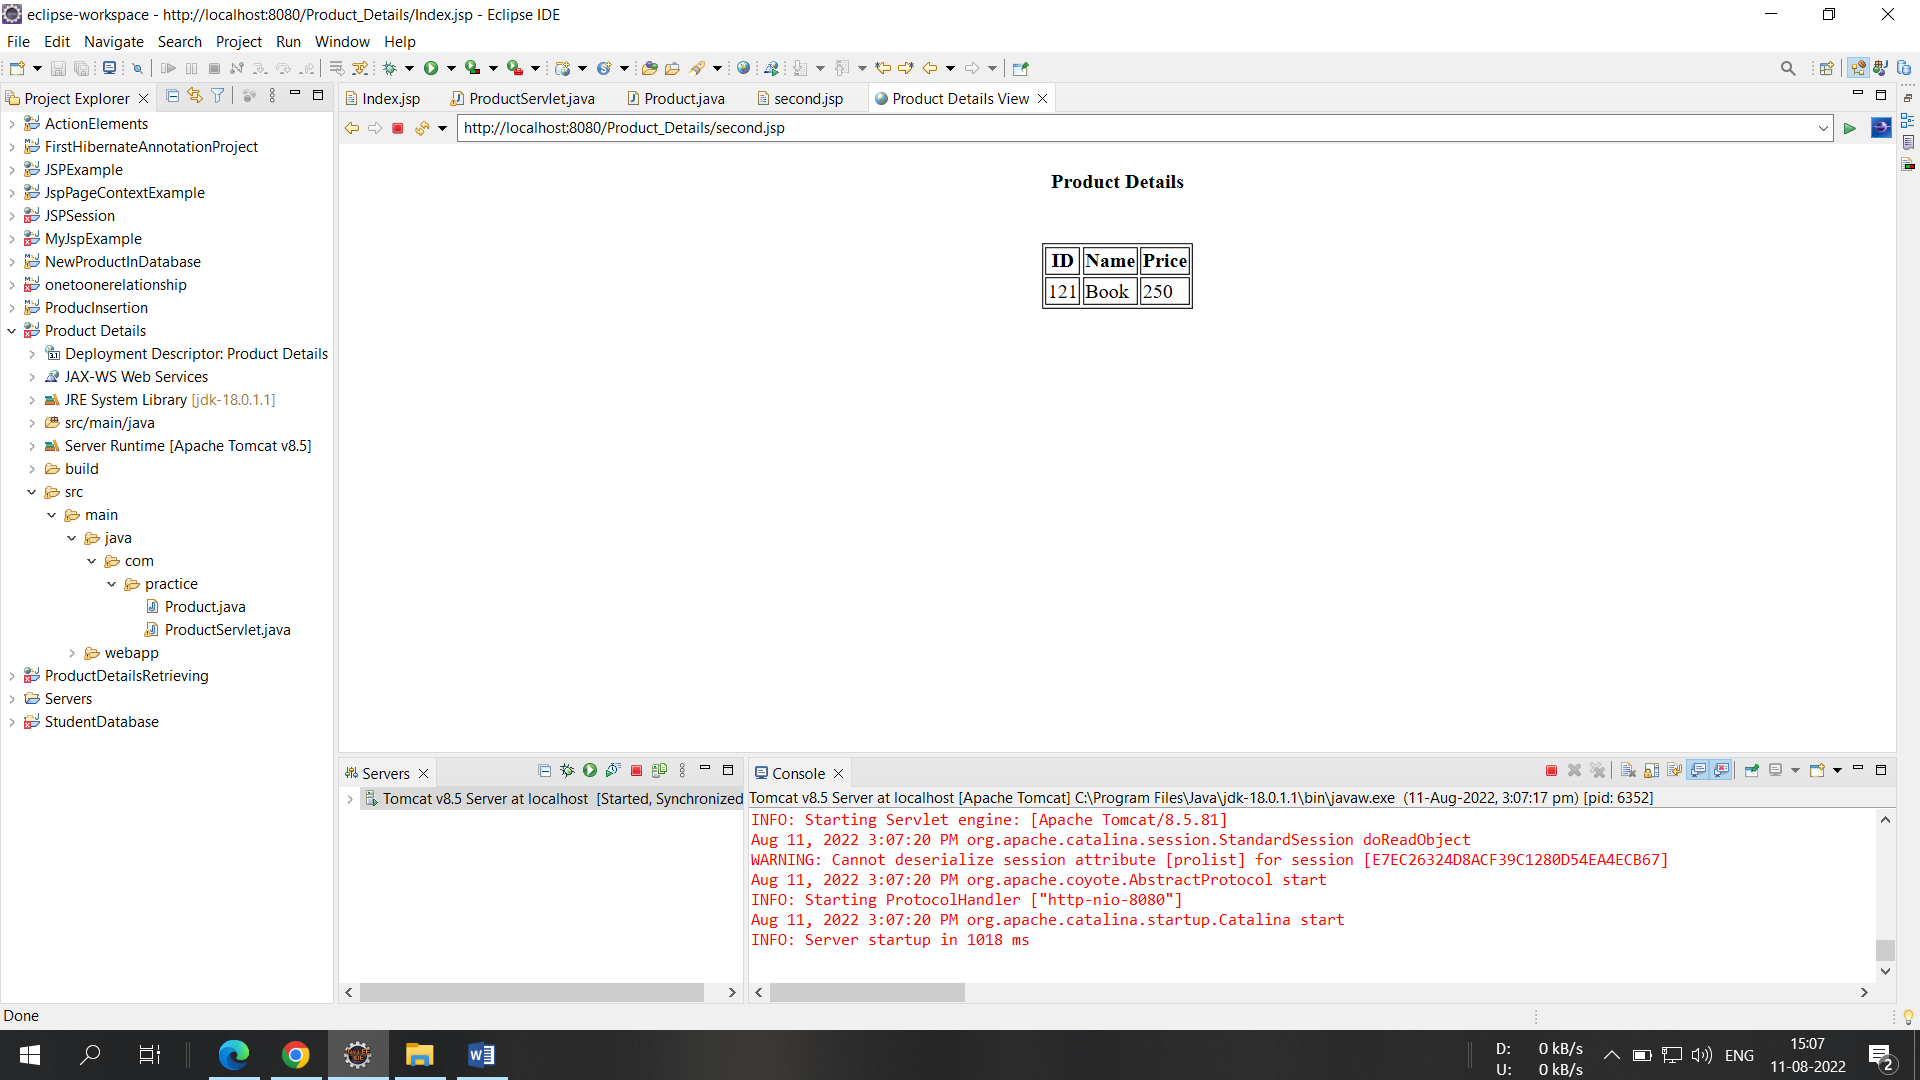 eclipse-workspace - http://localhost:8080/Product_Details/Index.jsp - Eclipse IDE
File Edit Navigate Search Project Run Window Help
Project Explorer
Index.jsp ProductServlet.java Product.java second.jsp Product Details View
http://localhost:8080/Product_Details/second.jsp
ActionElements
FirstHibernateAnnotationProject
JSPExample
JspPageContextExample
JSPSession
MyJspExample
NewProductInDatabase
onetoonerelationship
ProducInsertion
Product Details
Deployment Descriptor: Product Details
JAX-WS Web Services
JRE System Library [jdk-18.0.1.1]
src/main/java
Server Runtime [Apache Tomcat v8.5]
build
src
main
java
com
practice
Product.java
ProductServlet.java
webapp
ProductDetailsRetrieving
Servers
StudentDatabase
Product Details
ID Name Price
121 Book 250
Servers
Tomcat v8.5 Server at localhost [Started, Synchronized
Console
Tomcat v8.5 Server at localhost [Apache Tomcat] C:\Program Files\Java\jdk-18.0.1.1\bin\javaw.exe (11-Aug-2022, 3:07:17 pm) [pid: 6352]
INFO: Starting Servlet engine: [Apache Tomcat/8.5.81]
Aug 11, 2022 3:07:20 PM org.apache.catalina.session.StandardSession doReadObject
WARNING: Cannot deserialize session attribute [prolist] for session [E7EC26324D8ACF39C1280D54EA4ECB67]
Aug 11, 2022 3:07:20 PM org.apache.coyote.AbstractProtocol start
INFO: Starting ProtocolHandler ["http-nio-8080"]
Aug 11, 2022 3:07:20 PM org.apache.catalina.startup.Catalina start
INFO: Server startup in 1018 ms
Done
D: 0 kB/s
U: 0 kB/s
ENG
15:07
11-08-2022
2